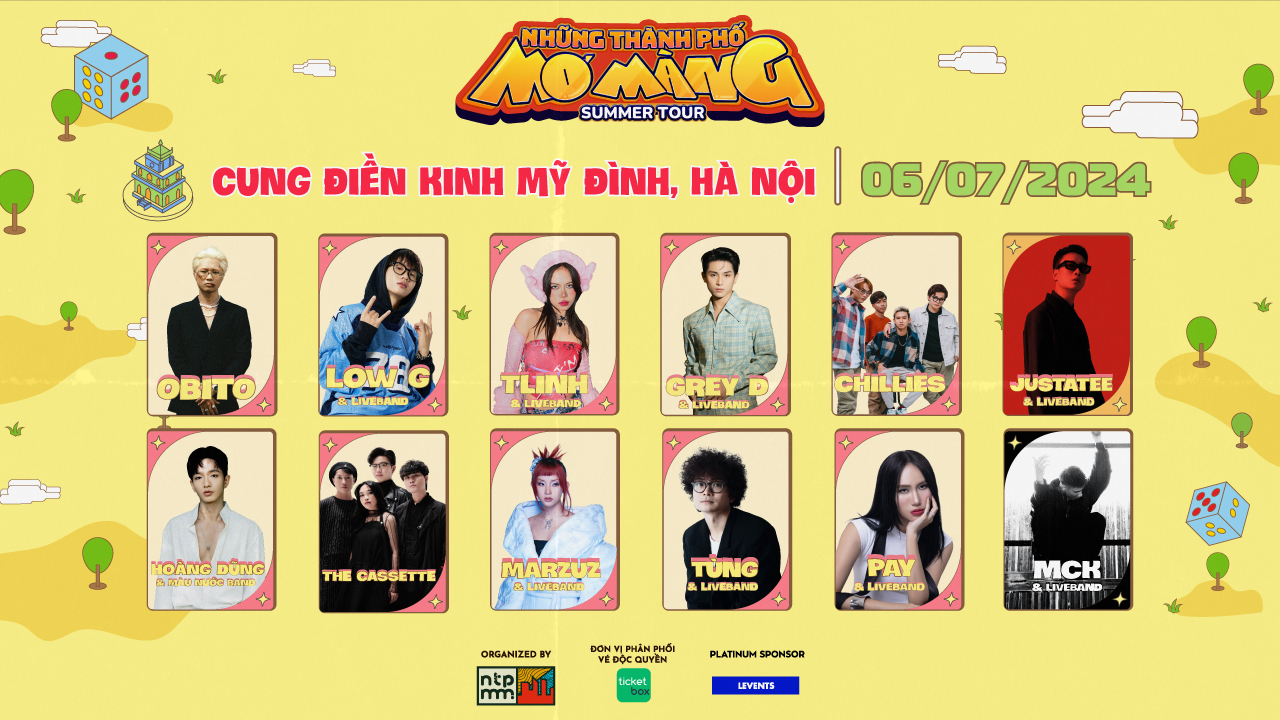 NHỮNG THÀNH PHỐ
MƠ MÀNG
SUMMER TOUR
CUNG ĐIỀN KINH MỸ ĐÌNH, HÀ NỘI | 06/07/2024
OBITO
LOW G
& LIVEBAND
TLINH
& LIVEBAND
GREY D
& LIVEBAND
CHILLIES
JUSTATEE
& LIVEBAND
HOÀNG DŨNG
& MÀU NƯỚC BAND
THE CASSETTE
MARZUZ
& LIVEBAND
TÙNG
& LIVEBAND
PAY
& LIVEBAND
MCK
& LIVEBAND
ORGANIZED BY
ntp
mm
ĐƠN VỊ PHÂN PHỐI
VÉ ĐỘC QUYỀN
ticket
box
PLATINUM SPONSOR
LEVENTS